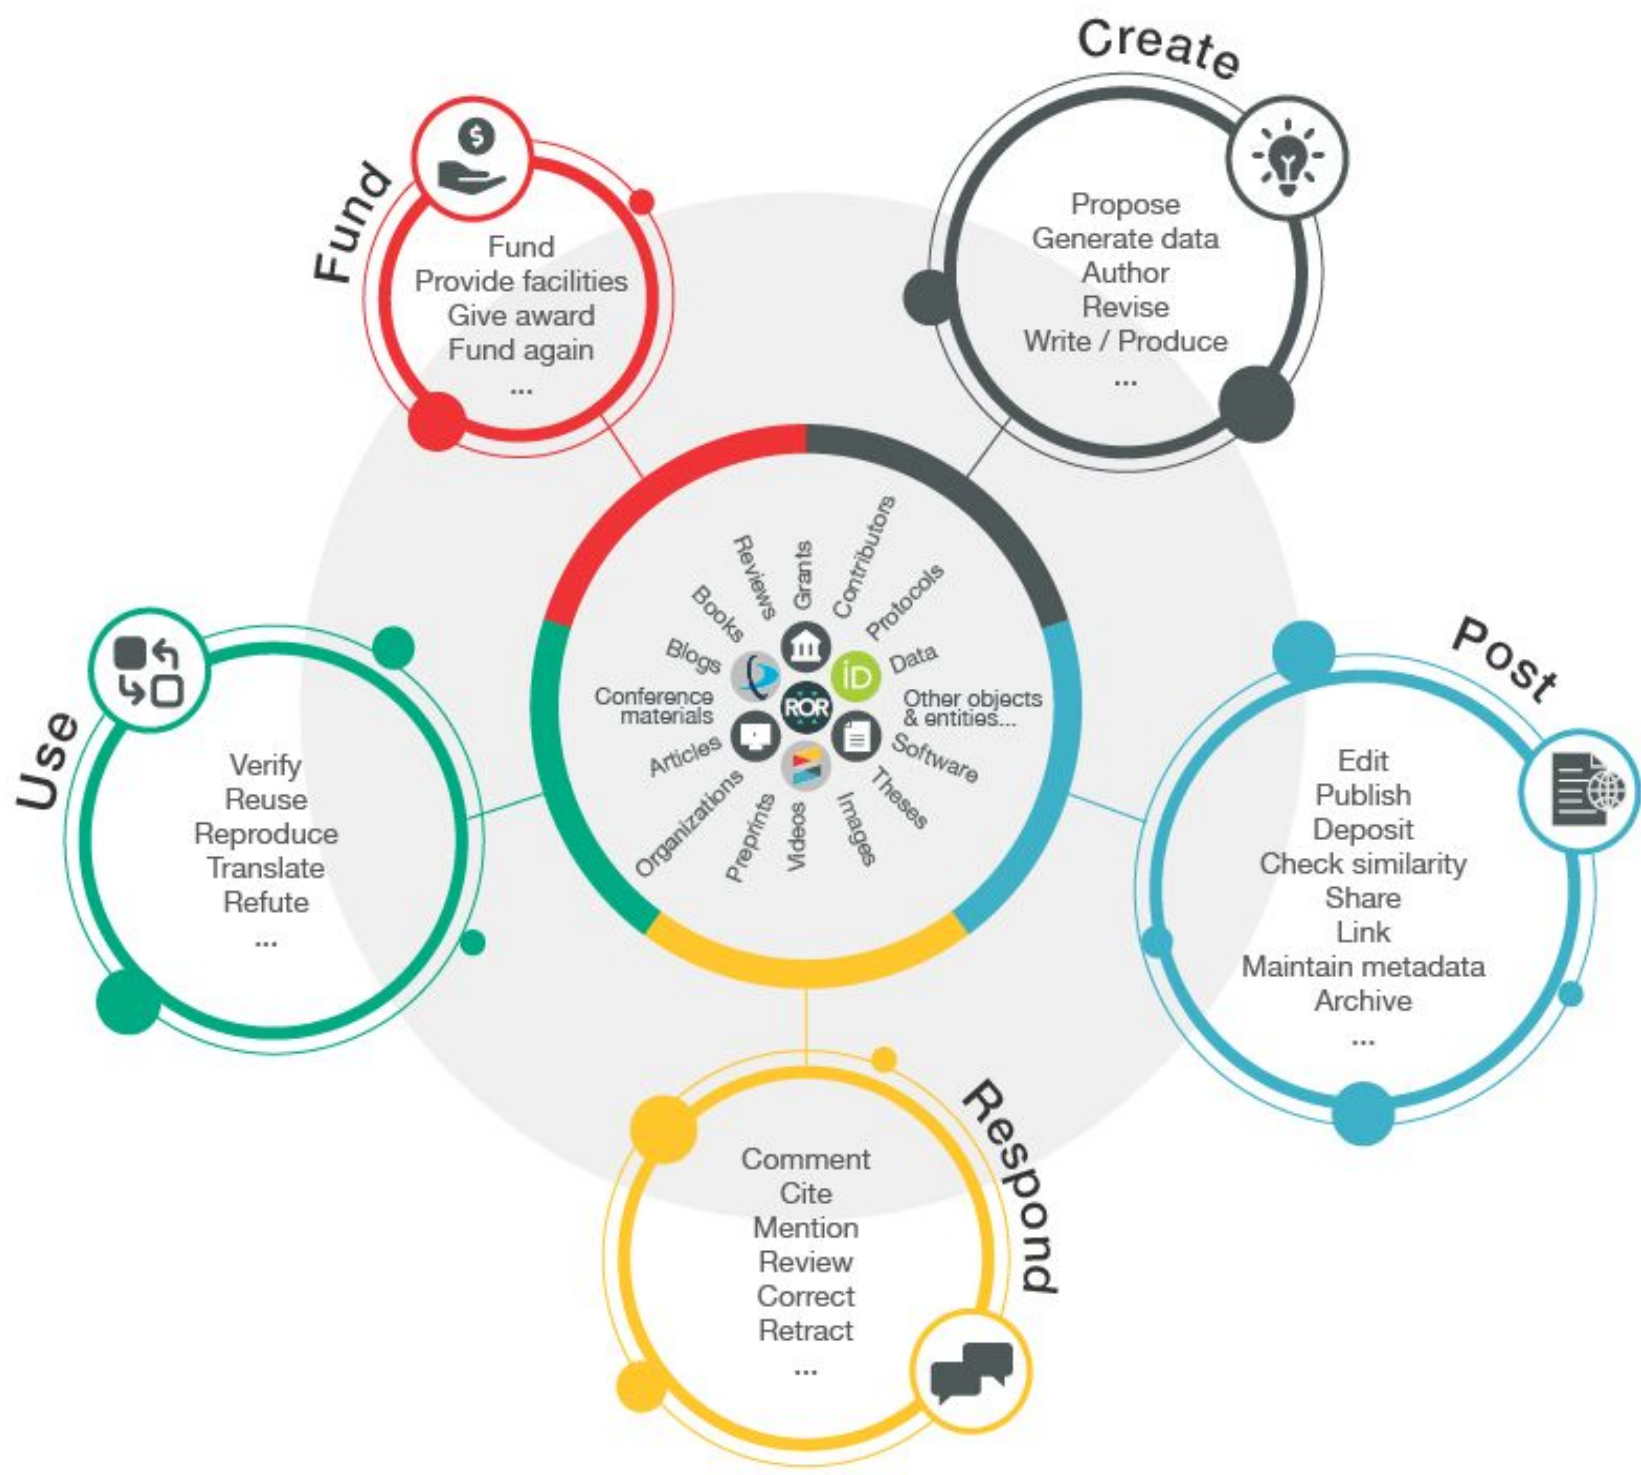 Create
Propose
Generate data
Author
Revise
Write / Produce
...
Fund
$
Fund
Provide facilities
Give award
Fund again
...
Post
Edit
Publish
Deposit
Check similarity
Share
Link
Maintain metadata
Archive
...
Respond
Comment
Cite
Mention
Review
Correct
Retract
...
Use
Verify
Reuse
Reproduce
Translate
Refute
...
Grants
Contributors
Protocols
Data
Other objects
& entities...
Software
Theses
Images
Videos
Preprints
Organizations
Articles
Conference
materials
Blogs
Books
Reviews
iD
ROR